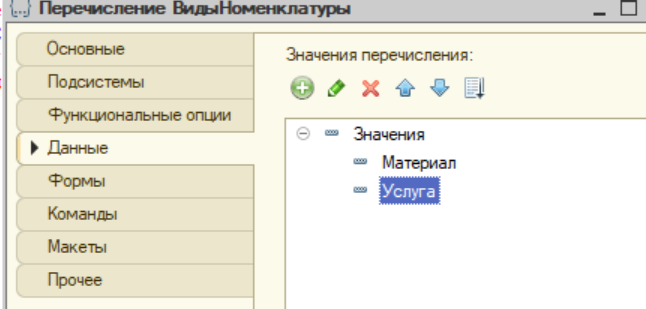 Перечисление ВидыНоменклатуры
Основные
Подсистемы
Функциональные опции
Данные
Формы
Команды
Макеты
Прочее
Значения перечисления:
Значения
Материал
Услуга